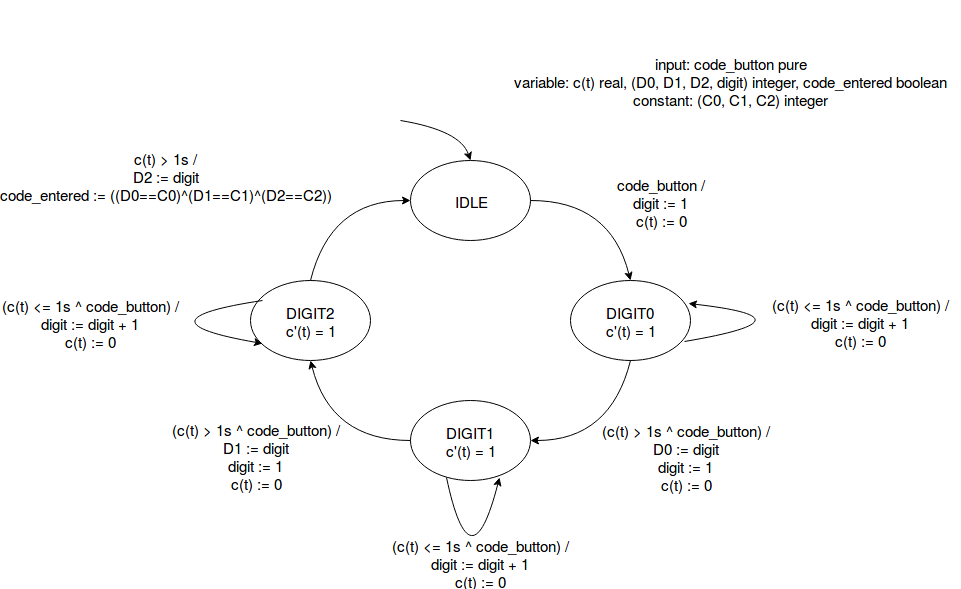 input: code_button pure
variable: c(t) real, (D0, D1, D2, digit) integer, code_entered boolean
constant: (C0, C1, C2) integer
c(t) > 1s /
D2 := digit
code_entered := ((D0==C0)^(D1==C1)^(D2==C2))
IDLE
code_button /
digit := 1
c(t) := 0
(c(t) <= 1s ^ code_button) /
digit := digit + 1
c(t) := 0
DIGIT2
c'(t) = 1
DIGIT0
c'(t) = 1
(c(t) <= 1s ^ code_button) /
digit := digit + 1
c(t) := 0
(c(t) > 1s ^ code_button) /
D1 := digit
digit := 1
c(t) := 0
DIGIT1
c'(t) = 1
(c(t) > 1s ^ code_button) /
D0 := digit
digit := 1
c(t) := 0
(c(t) <= 1s ^ code_button) /
digit := digit + 1
c(t) := 0